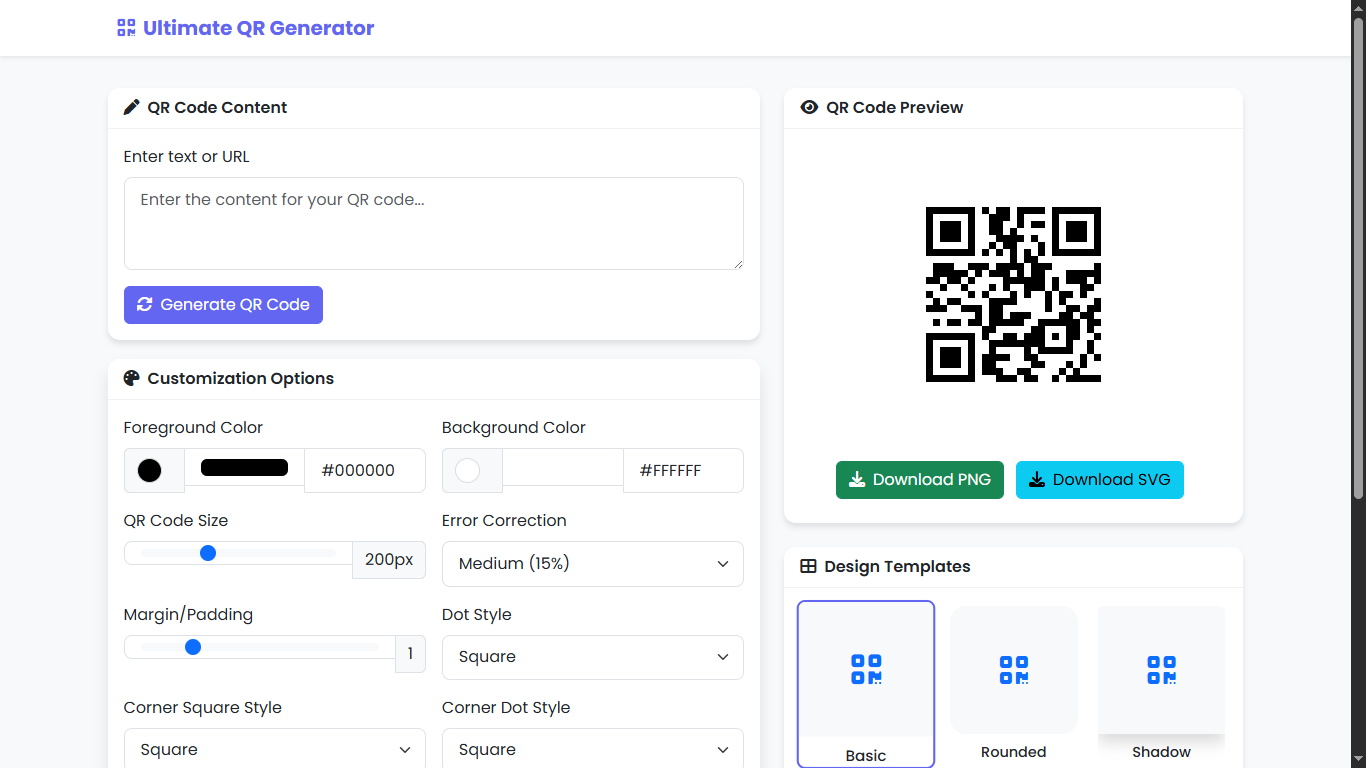 Ultimate QR Generator
QR Code Content
Enter text or URL
Enter the content for your QR code...
Generate QR Code
Customization Options
Foreground Color
Background Color
#000000
#FFFFFF
QR Code Size
Error Correction
200px
Medium (15%)
Margin/Padding
Dot Style
1
Square
Corner Square Style
Corner Dot Style
Square
Square
QR Code Preview
Download PNG
Download SVG
Design Templates
Basic
Rounded
Shadow